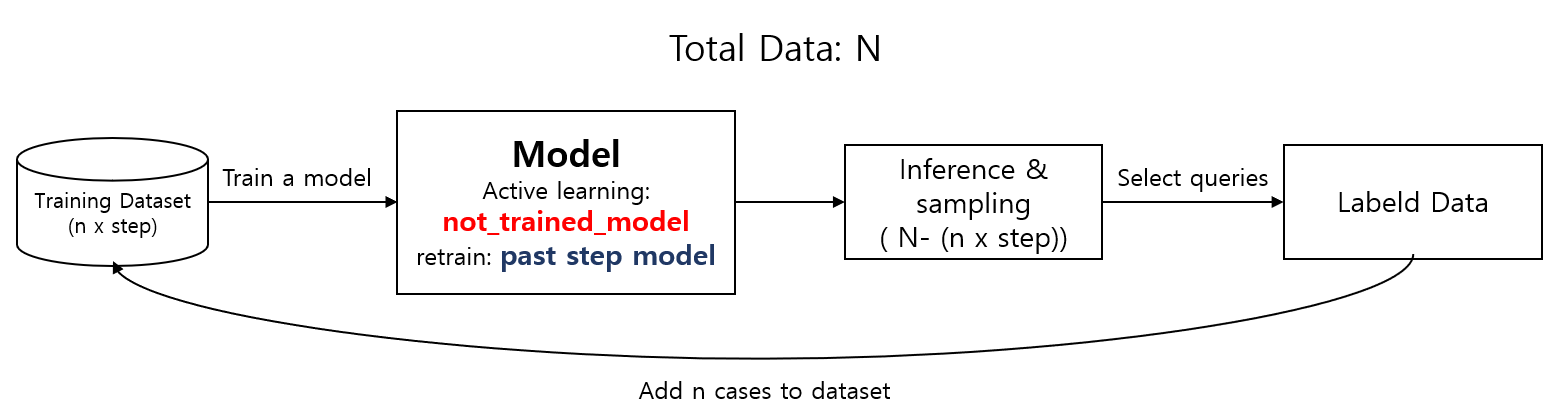 Total Data: N
Training Dataset
(n x step)
Train a model
Model
Active learning:
not_trained_model
retrain: past step model
Inference &
sampling
( N- (n x step))
Select queries
Labeld Data
Add n cases to dataset